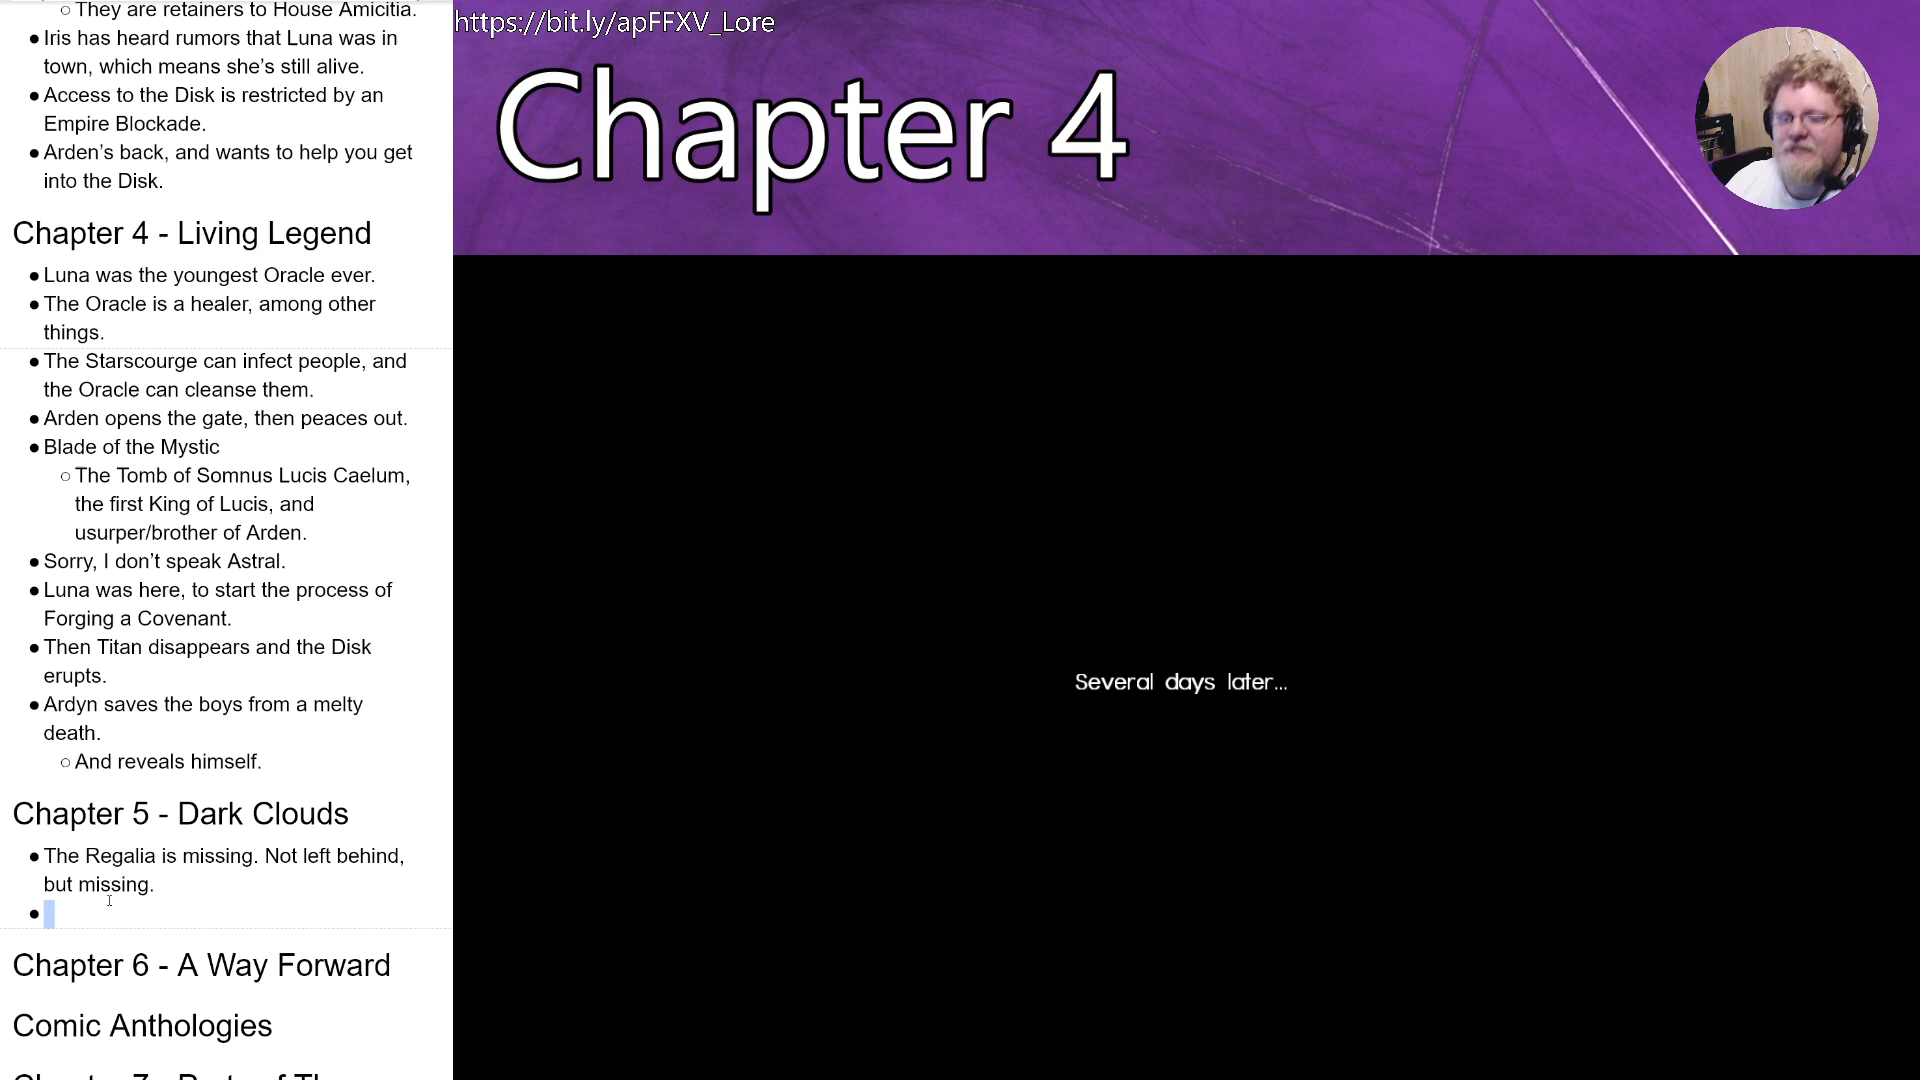 They are retainers to House Amicitia.
Iris has heard rumors that Luna was in
town, which means she's still alive.
Access to the Disk is restricted by an
Empire Blockade.
Arden's back, and wants to help you get
into the Disk.
Chapter 4 - Living Legend
Luna was the youngest Oracle ever.
The Oracle is a healer, among other
things.
The Starscourge can infect people, and
the Oracle can cleanse them.
Arden opens the gate, then peaces out.
Blade of the Mystic
The Tomb of Somnus Lucis Caelum,
the first King of Lucis, and
usurper/brother of Arden.
Sorry, I don't speak Astral.
Luna was here, to start the process of
Forging a Covenant.
Then Titan disappears and the Disk
erupts.
Ardyn saves the boys from a melty
death.
And reveals himself.
Chapter 5 - Dark Clouds
The Regalia is missing. Not left behind,
but missing.
Chapter 6 - A Way Forward
Comic Anthologies
https://bit.ly/apFFXV_Lore
Chapter 4
Several days later...